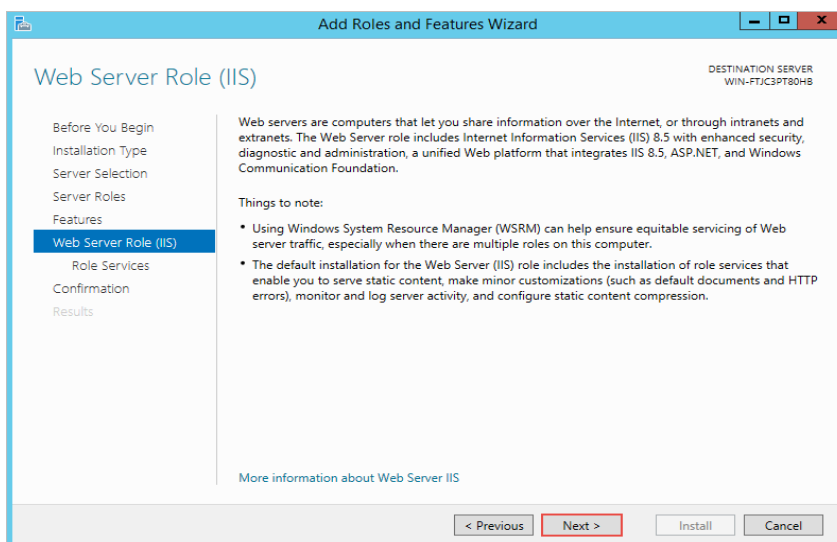 Add Roles and Features Wizard
Web Server Role (IIS)
DESTINATION SERVER
WIN-FTJC3PT80HB
Before You Begin
Installation Type
Server Selection
Server Roles
Features
Web Server Role (IIS)
Role Services
Confirmation
Results
Web servers are computers that let you share information over the Internet, or through intranets and
extranets. The Web Server role includes Internet Information Services (IIS) 8.5 with enhanced security,
diagnostic and administration, a unified Web platform that integrates IIS 8.5, ASP.NET, and Windows
Communication Foundation.
Things to note:
• Using Windows System Resource Manager (WSRM) can help ensure equitable servicing of Web
server traffic, especially when there are multiple roles on this computer.
• The default installation for the Web Server (IIS) role includes the installation of role services that
enable you to serve static content, make minor customizations (such as default documents and HTTP
errors), monitor and log server activity, and configure static content compression.
More information about Web Server IIS
< Previous
Next >
Install
Cancel